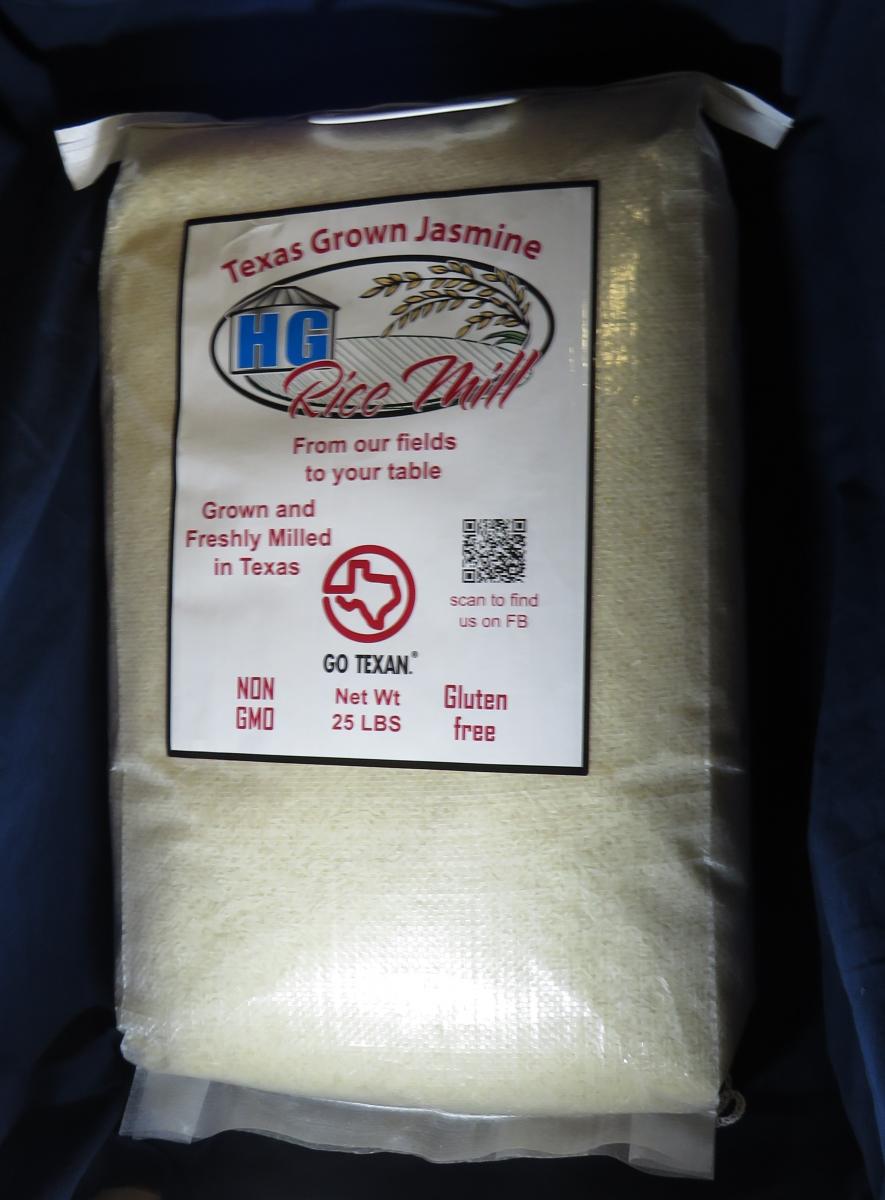 Texas Grown Jasmine
HG
Rice Mill
From our fields
to your table
Grown and
Freshly Milled
in Texas
scan to find
us on FB
GO TEXAN.®
NON
GMO
Net Wt
25 LBS
Gluten
free